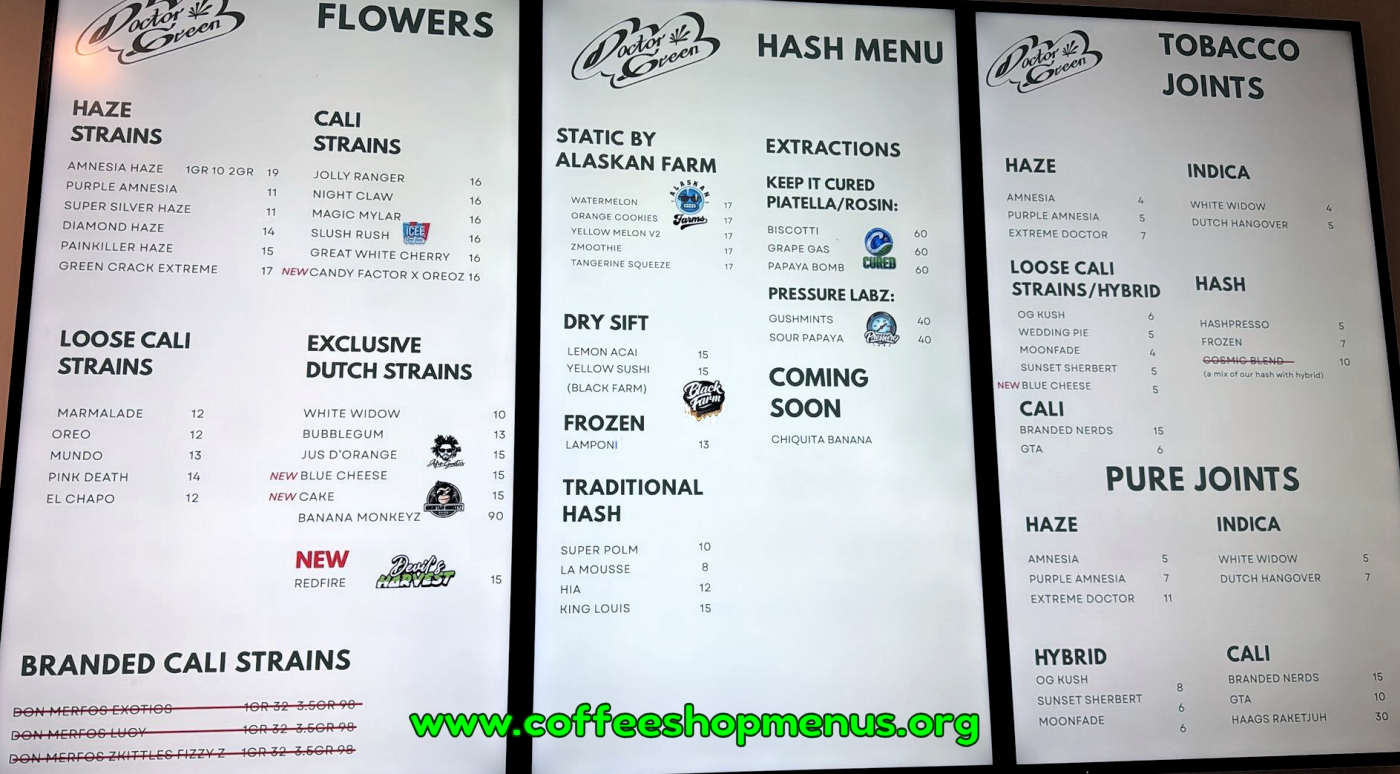 Doctor Green
FLOWERS
HAZE
STRAINS
AMNESIA HAZE 1GR 10 2GR 19
PURPLE AMNESIA 11
SUPER SILVER HAZE 11
DIAMOND HAZE 14
PAINKILLER HAZE 15
GREEN CRACK EXTREME 17
CALI
STRAINS
JOLLY RANGER 16
NIGHT CLAW 16
MAGIC MYLAR 16
SLUSH RUSH ICEE 16
GREAT WHITE CHERRY 16
NEW CANDY FACTOR X OREOZ 16
LOOSE CALI
STRAINS
MARMALADE 12
OREO 12
MUNDO 13
PINK DEATH 14
EL CHAPO 12
EXCLUSIVE
DUTCH STRAINS
WHITE WIDOW 10
BUBBLEGUM 13
JUS D'ORANGE 15
NEW BLUE CHEESE 15
NEW CAKE 15
BANANA MONKEYZ 90
NEW
REDFIRE Devil's HARVEST 15
BRANDED CALI STRAINS
DON MERFOS EXOTICS 1GR 32 3.5GR 98
DON MERFOS LUCY 1GR 32 3.5GR 98
DON MERFOS ZKITTLES FIZZY Z 1GR 32 3.5GR 98
Doctor Green
HASH MENU
STATIC BY
ALASKAN FARM
ALASKAN Farms
WATERMELON 17
ORANGE COOKIES 17
YELLOW MELON V2 17
ZMOOTHIE 17
TANGERINE SQUEEZE 17
DRY SIFT
LEMON ACAI 15
YELLOW SUSHI 15
(BLACK FARM)
Black Farm
FROZEN
LAMPONI 13
TRADITIONAL
HASH
SUPER POLM 10
LA MOUSSE 8
HIA 12
KING LOUIS 15
EXTRACTIONS
KEEP IT CURED
PIATELLA/ROSIN:
BISCOTTI 60
GRAPE GAS 60
PAPAYA BOMB 60
CURED
PRESSURE LABZ:
GUSHMINTS 40
SOUR PAPAYA 40
Pressure
COMING
SOON
CHIQUITA BANANA
Doctor Green
TOBACCO
JOINTS
HAZE
AMNESIA 4
PURPLE AMNESIA 5
EXTREME DOCTOR 7
INDICA
WHITE WIDOW 4
DUTCH HANGOVER 5
LOOSE CALI
STRAINS/HYBRID
OG KUSH 6
WEDDING PIE 5
MOONFADE 4
SUNSET SHERBERT 5
NEW BLUE CHEESE 5
HASH
HASHPRESSO 5
FROZEN 7
COSMIC BLEND 10
(a mix of our hash with hybrid)
CALI
BRANDED NERDS 15
GTA 6
PURE JOINTS
HAZE
AMNESIA 5
PURPLE AMNESIA 7
EXTREME DOCTOR 11
INDICA
WHITE WIDOW 5
DUTCH HANGOVER 7
HYBRID
OG KUSH 8
SUNSET SHERBERT 6
MOONFADE 6
CALI
BRANDED NERDS 15
GTA 10
HAAGS RAKETJUH 30
www.coffeeshopmenus.org